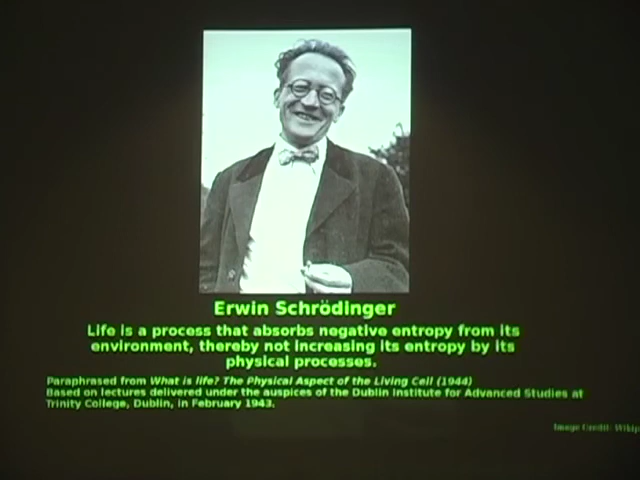 Erwin Schrödinger
Life is a process that absorbs negative entropy from its
environment, thereby not increasing its entropy by its
physical processes.
Paraphrased from What is life? The Physical Aspect of the Living Cell (1944)
Based on lectures delivered under the auspices of the Dublin Institute for Advanced Studies at
Trinity College, Dublin, in February 1943.
Image Credit: